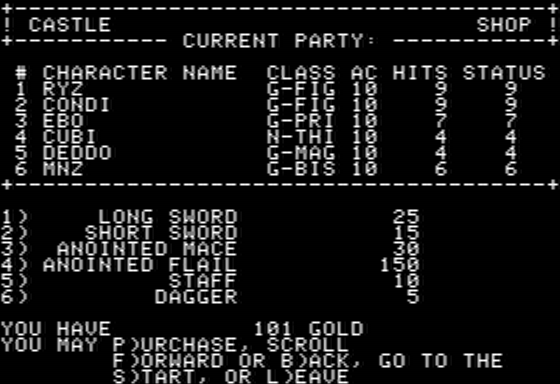 ! CASTLE SHOP !
CURRENT PARTY:
# CHARACTER NAME CLASS AC HITS STATUS
1 RYZ G-FIG 10 9 9
2 CONDI G-FIG 10 9 9
3 EBO G-PRI 10 7 7
4 CUBI N-THI 10 4 4
5 DEDDO G-MAG 10 4 4
6 MNZ G-BIS 10 6 6
1) LONG SWORD 25
2) SHORT SWORD 15
3) ANOINTED MACE 30
4) ANOINTED FLAIL 150
5) STAFF 10
6) DAGGER 5
YOU HAVE 101 GOLD
YOU MAY P)URCHASE, SCROLL
F)ORWARD OR B)ACK, GO TO THE
S)TART, OR L)EAVE